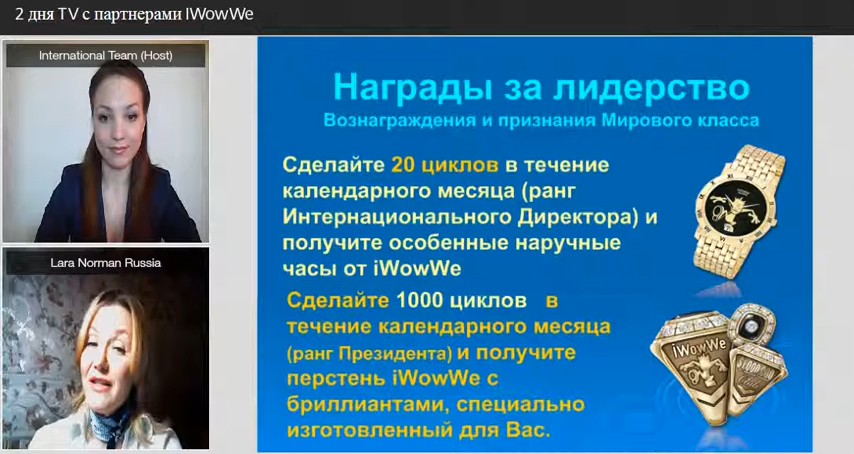 2 дня TV с партнерами IWowWe
International Team (Host)
Lara Norman Russia
Награды за лидерство
Вознаграждения и признания Мирового класса
Сделайте 20 циклов в течение
календарного месяца (ранг
Интернационального Директора) и
получите особенные наручные
часы от iWowWe
Сделайте 1000 циклов в
течение календарного месяца
(ранг Президента) и получите
перстень iWowWe с
бриллиантами, специально
изготовленный для Вас.
iWowWe